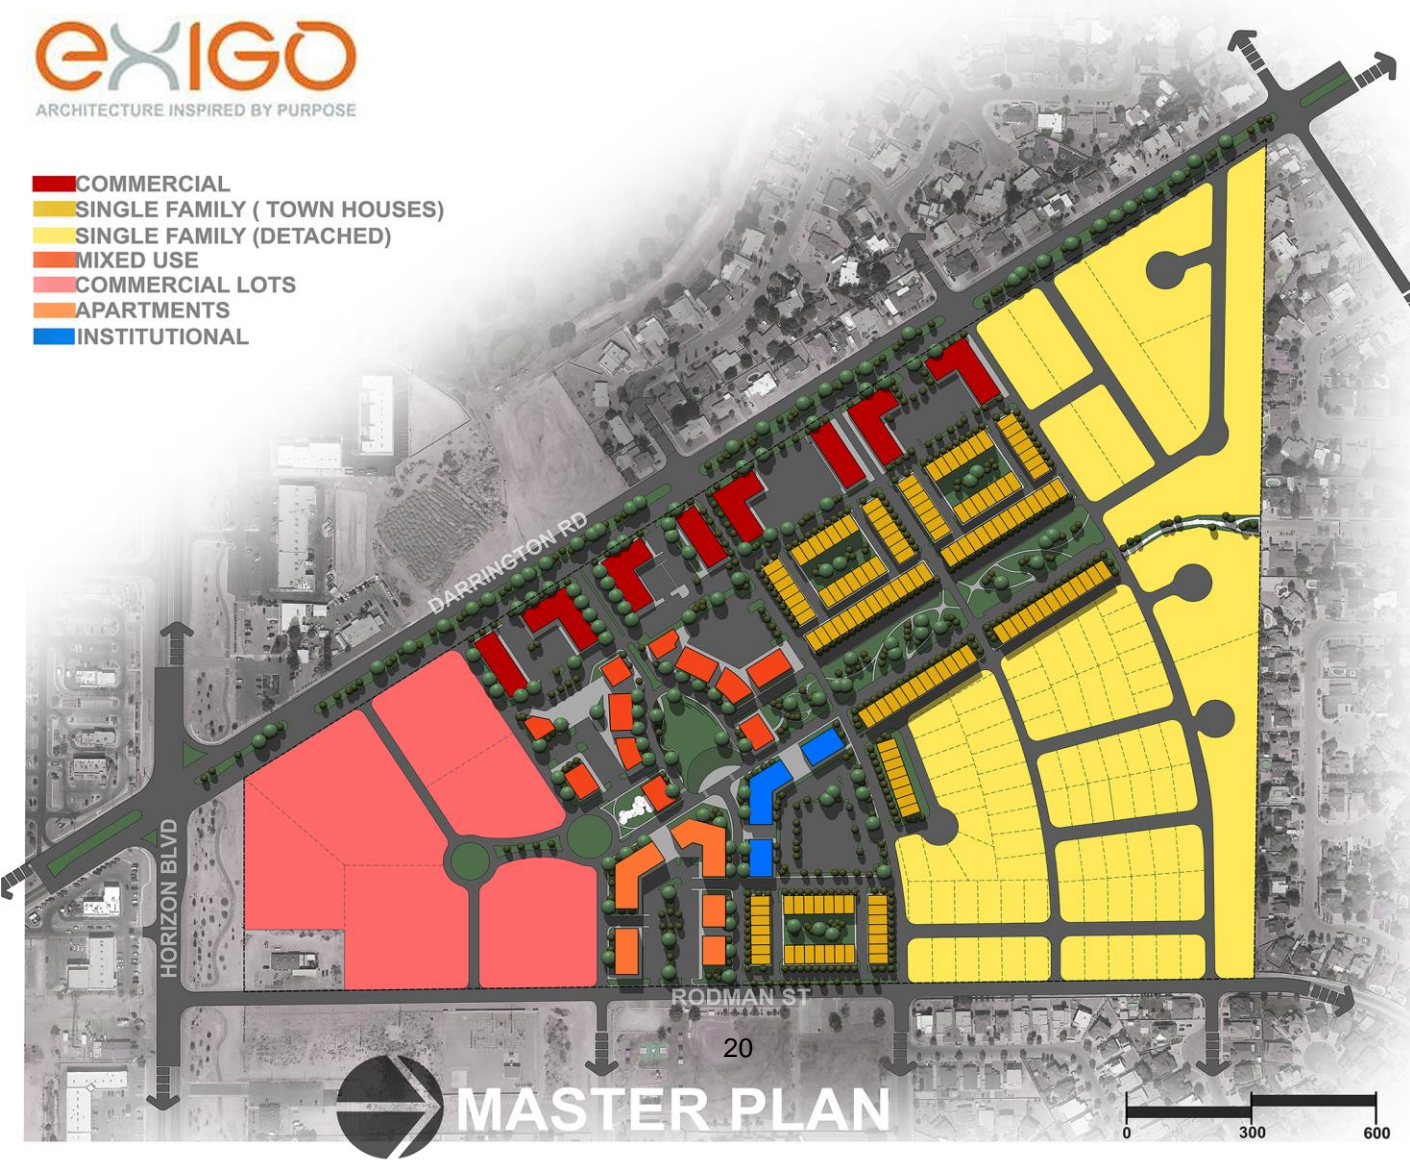 exIGO
ARCHITECTURE INSPIRED BY PURPOSE
COMMERCIAL
SINGLE FAMILY ( TOWN HOUSES)
SINGLE FAMILY (DETACHED)
MIXED USE
COMMERCIAL LOTS
APARTMENTS
INSTITUTIONAL
DARRINGTON RD
HORIZON BLVD
RODMAN ST
20
MASTER PLAN
0 300 600